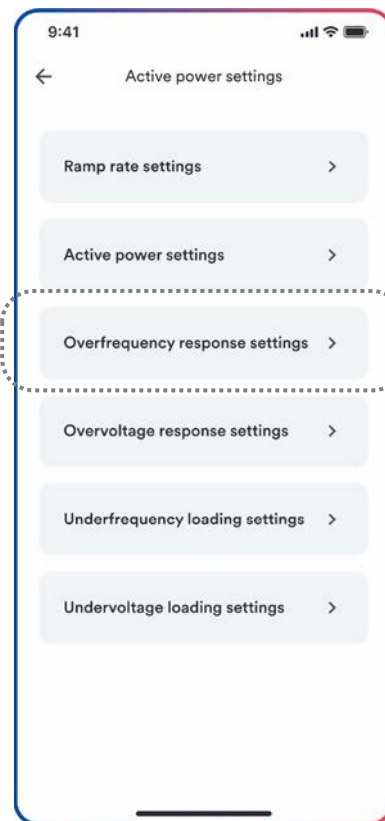 9:41
Active power settings
Ramp rate settings
Active power settings
Overfrequency response settings
Overvoltage response settings
Underfrequency loading settings
Undervoltage loading settings